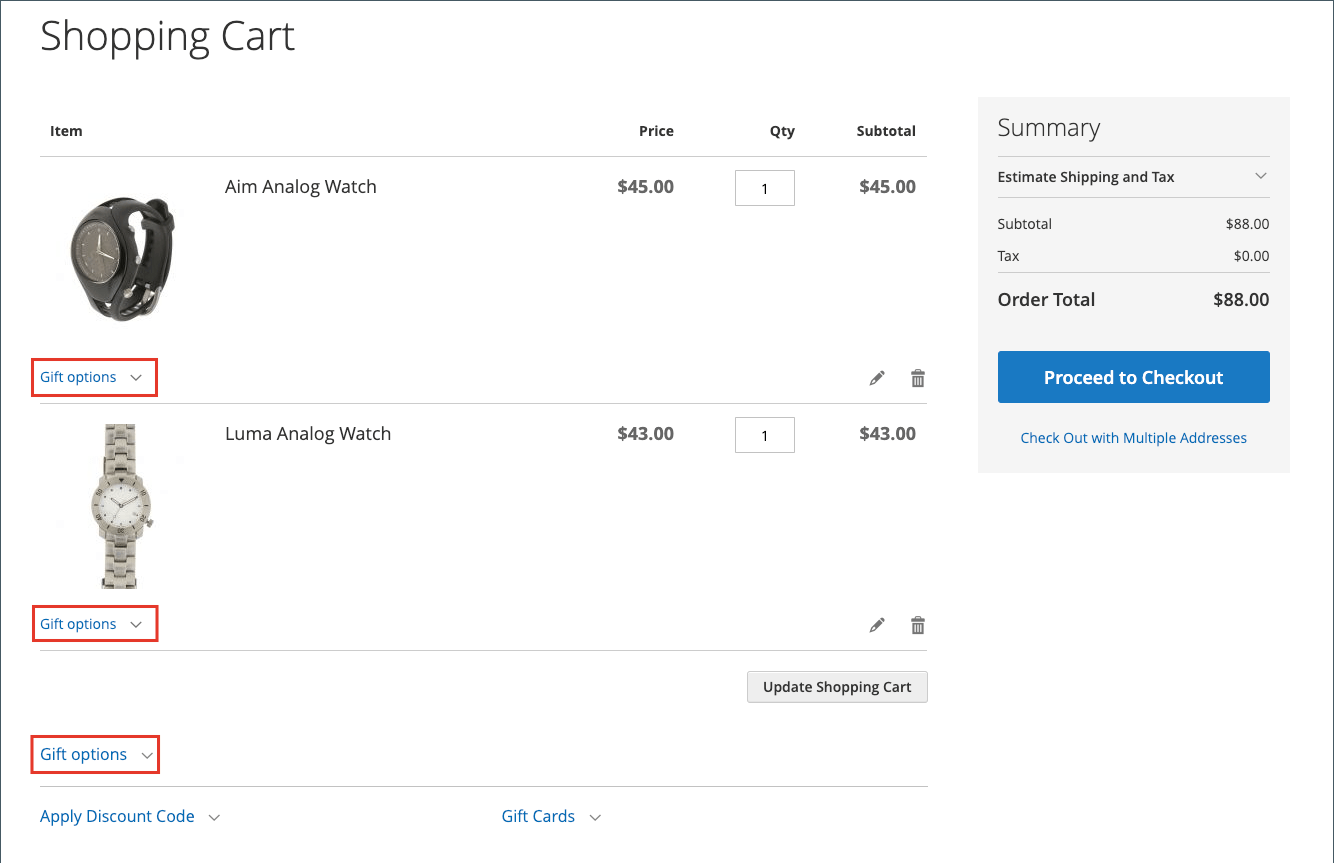 Shopping Cart
Item Price Qty Subtotal
Aim Analog Watch $45.00 1 $45.00
Gift options
Luma Analog Watch $43.00 1 $43.00
Gift options
Update Shopping Cart
Gift options
Apply Discount Code Gift Cards
Summary
Estimate Shipping and Tax
Subtotal $88.00
Tax $0.00
Order Total $88.00
Proceed to Checkout
Check Out with Multiple Addresses